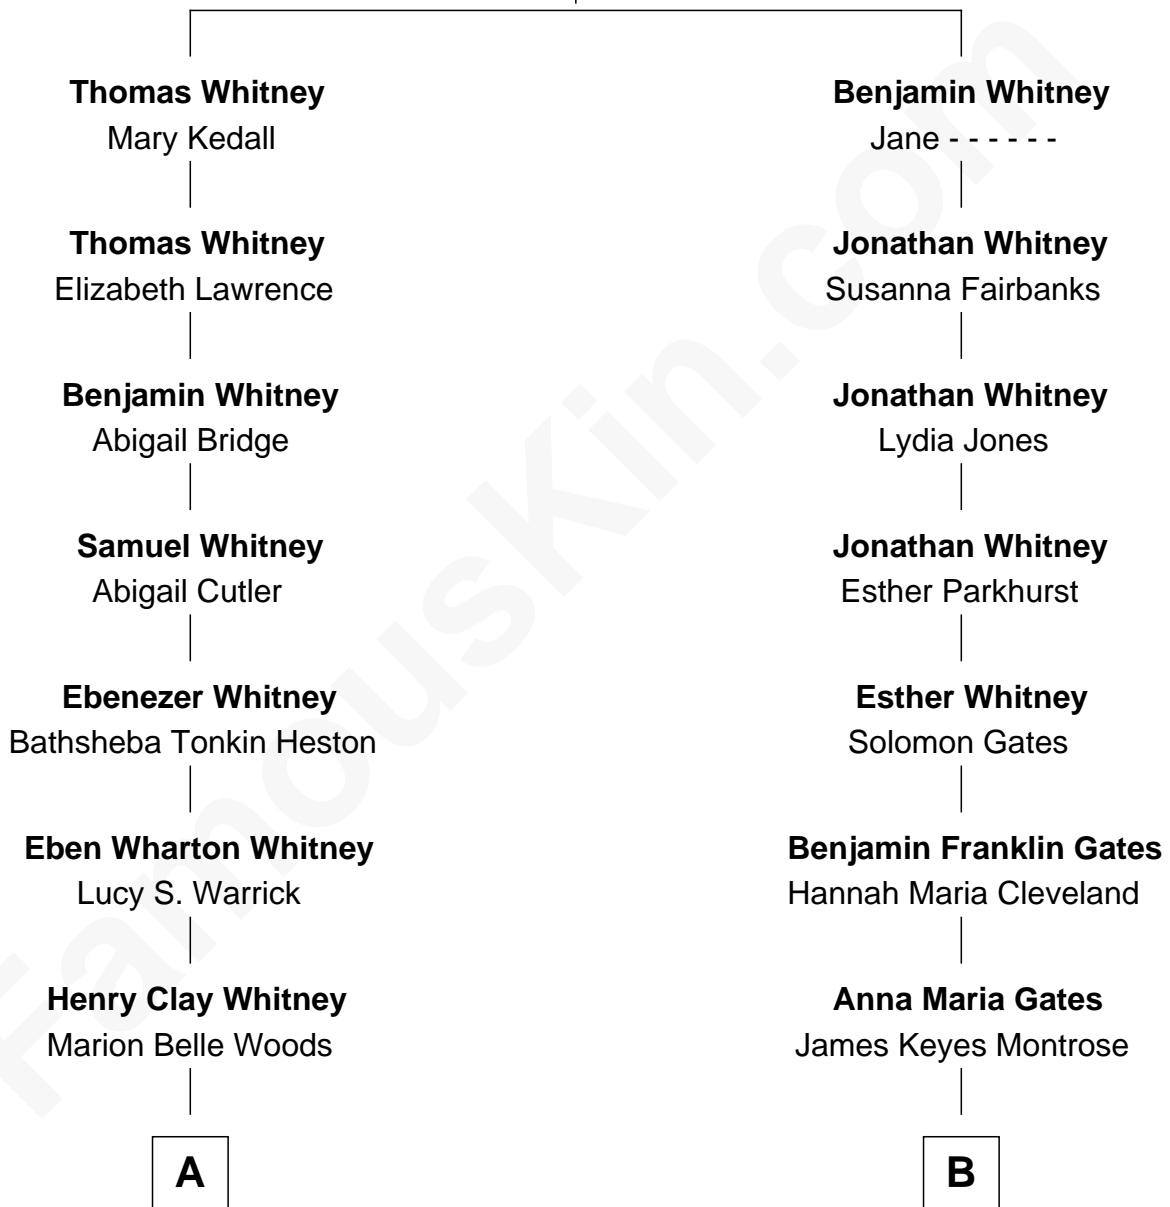 Thomas Whitney
Mary Kedall
Thomas Whitney
Elizabeth Lawrence
Benjamin Whitney
Abigail Bridge
Samuel Whitney
Abigail Cutler
Ebenezer Whitney
Bathsheba Tonkin Heston
Eben Wharton Whitney
Lucy S. Warrick
Henry Clay Whitney
Marion Belle Woods
A
Benjamin Whitney
Jane - - - - - -
Jonathan Whitney
Susanna Fairbanks
Jonathan Whitney
Lydia Jones
Jonathan Whitney
Esther Parkhurst
Esther Whitney
Solomon Gates
Benjamin Franklin Gates
Hannah Maria Cleveland
Anna Maria Gates
James Keyes Montrose
B
FamousKin.com